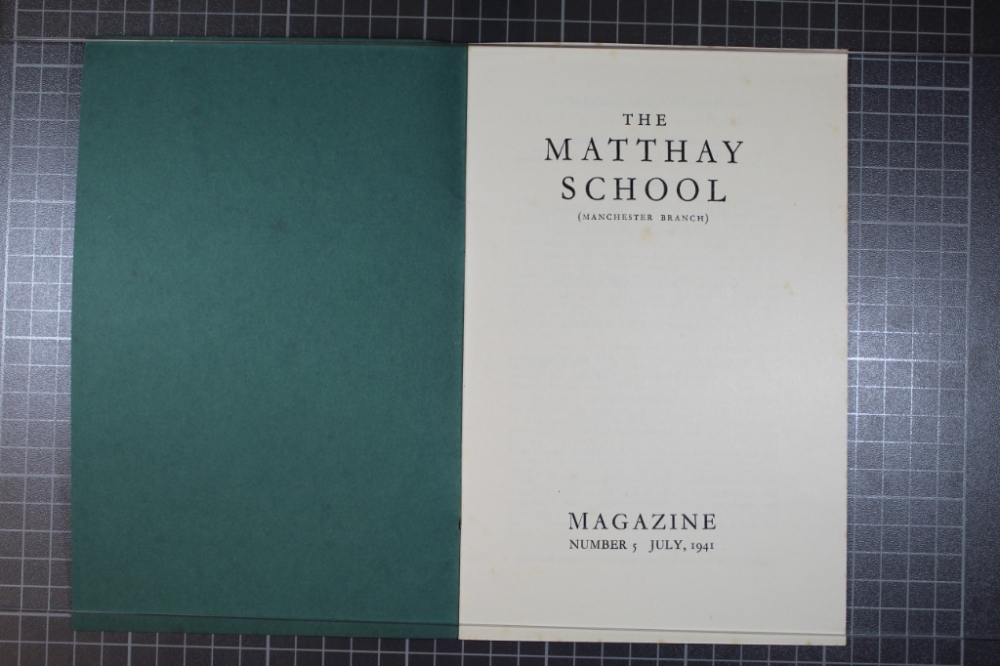 THE
MATTHAY
SCHOOL
(MANCHESTER BRANCH)
MAGAZINE
NUMBER 5 JULY, 1941